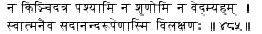 न किञ्चिदत्र पश्यामि न शृणोमि न वेद्म्यहम् ।
स्वात्मनैव सदानन्दरूपेणास्मि विलक्षणः ॥ ४८५ ॥